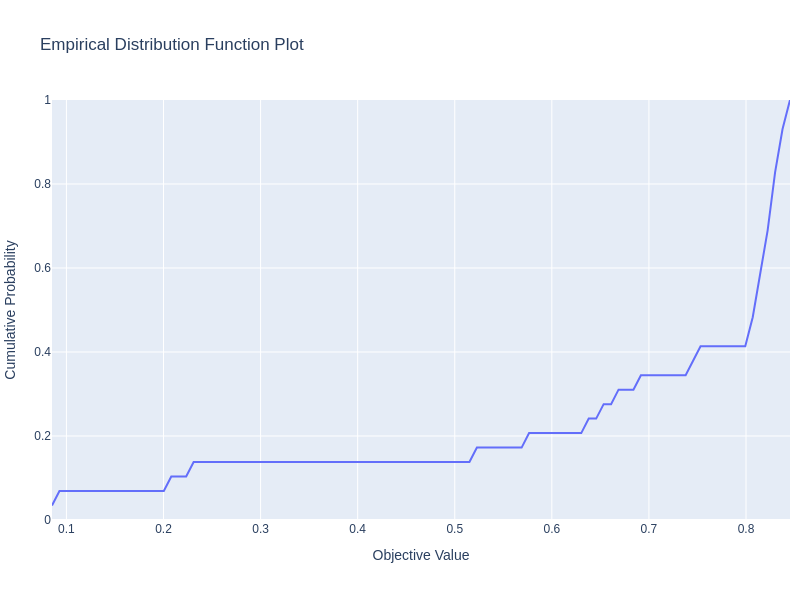 Empirical Distribution Function Plot
1
0.8
0.6
0.4
0.2
0
Cumulative Probability
0.1 0.2 0.3 0.4 0.5 0.6 0.7 0.8
Objective Value